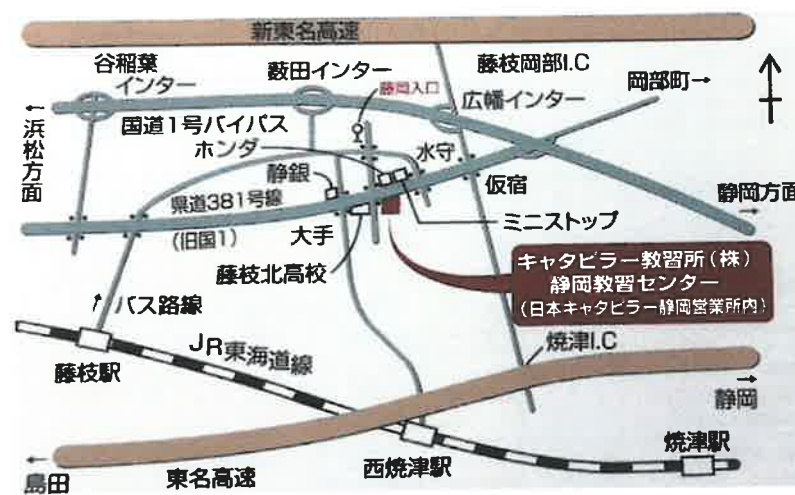 新東名高速
谷稲葉
インター
薮田インター
藤枝岡部I.C
岡部町→
藤岡入口
広幡インター
←
浜松方面
国道1号バイパス
ホンダ
水守
静銀
仮宿
県道381号線
(旧国1)
大手
ミニストップ
静岡方面
→
藤枝北高校
キャタピラー教習所(株)
静岡教習センター
(日本キャタピラー静岡営業所内)
↑
バス路線
JR東海道線
藤枝駅
焼津I.C
→
静岡
←
島田
東名高速
西焼津駅
焼津駅